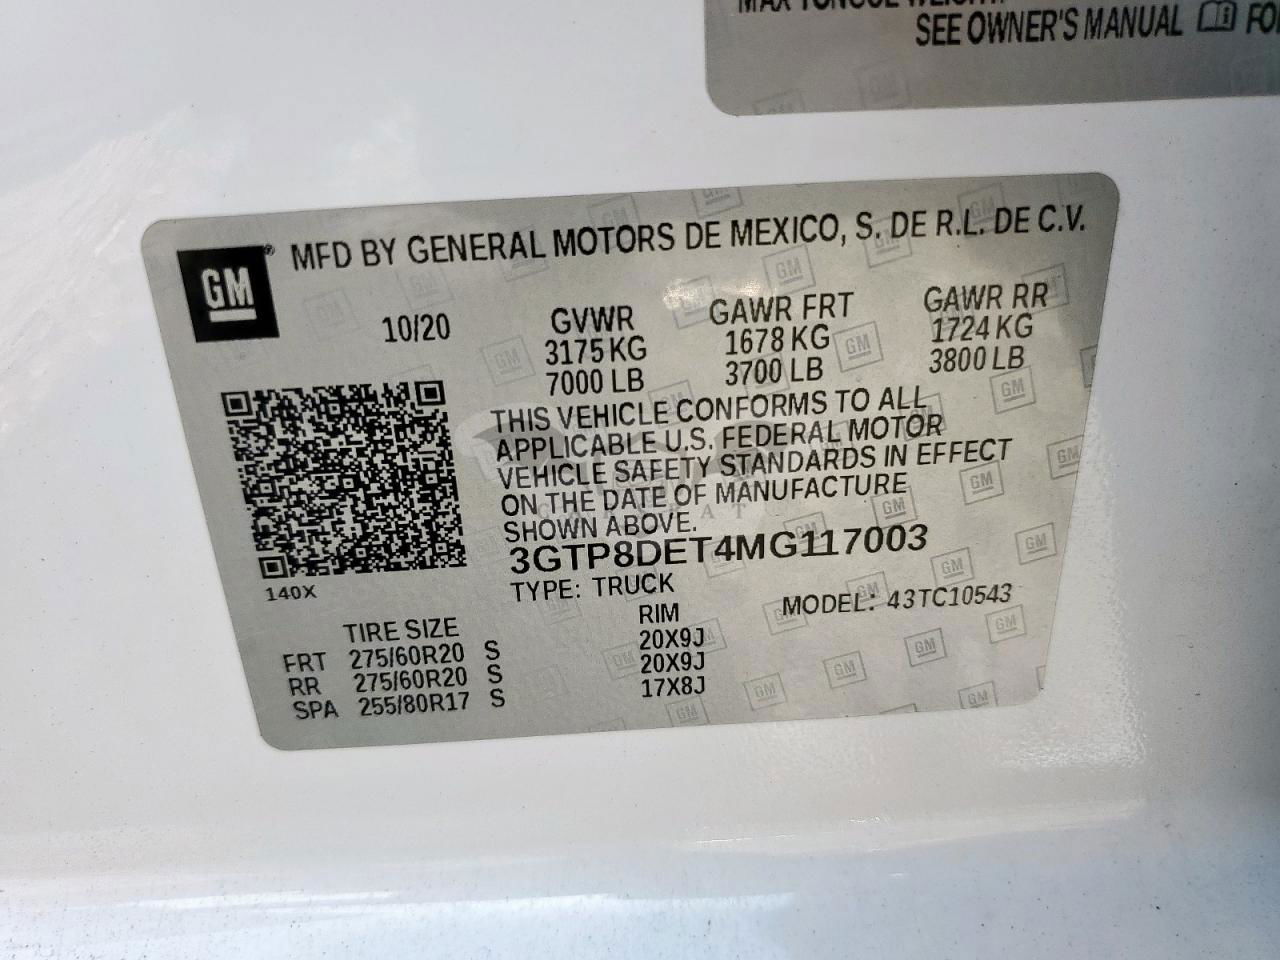 SEE OWNER'S MANUAL
GM ® MFD BY GENERAL MOTORS DE MEXICO, S. DE R.L. DE C.V.
10/20 GVWR GAWR FRT GAWR RR
3175 KG 1678 KG 1724 KG
7000 LB 3700 LB 3800 LB
THIS VEHICLE CONFORMS TO ALL
APPLICABLE U.S. FEDERAL MOTOR
VEHICLE SAFETY STANDARDS IN EFFECT
ON THE DATE OF MANUFACTURE
SHOWN ABOVE.
3GTP8DET4MG117003
140X
TYPE: TRUCK
MODEL: 43TC10543
TIRE SIZE RIM
FRT 275/60R20 S 20X9J
RR 275/60R20 S 20X9J
SPA 255/80R17 S 17X8J